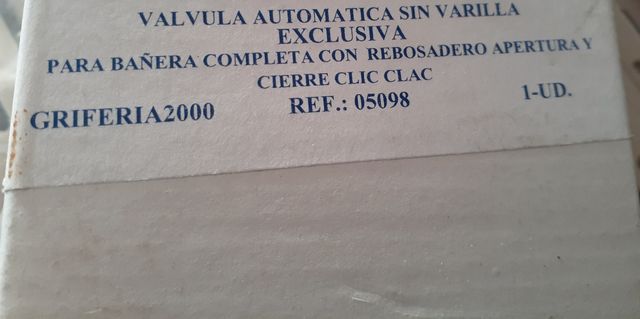 VALVULA AUTOMATICA SIN VARILLA
EXCLUSIVA
PARA BAÑERA COMPLETA CON REBOSADERO APERTURA Y
CIERRE CLIC CLAC
GRIFERIA2000 REF.: 05098 1-UD.